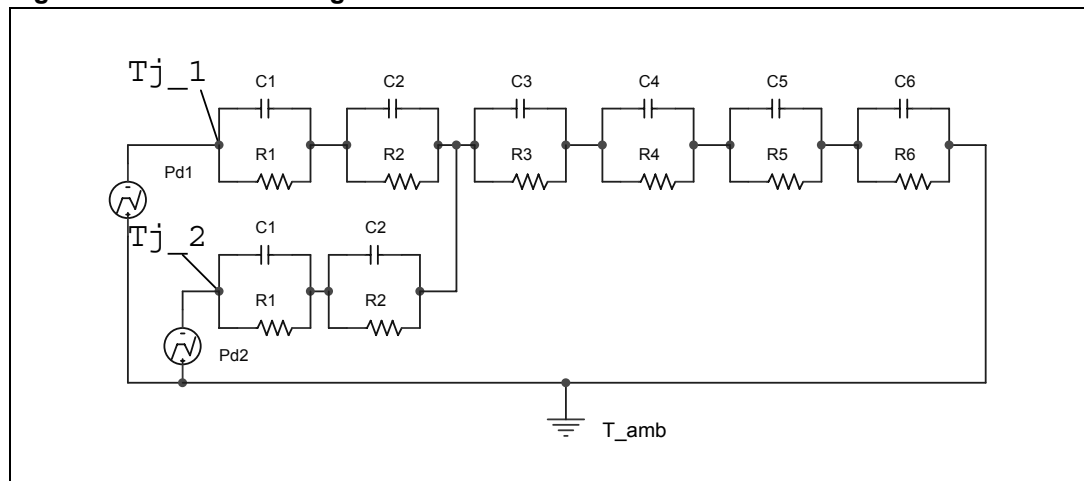 Tj_1
C1 C2 C3 C4 C5 C6
R1 R2 R3 R4 R5 R6
Pd1
Tj_2
C1 C2
R1 R2
Pd2
T_amb